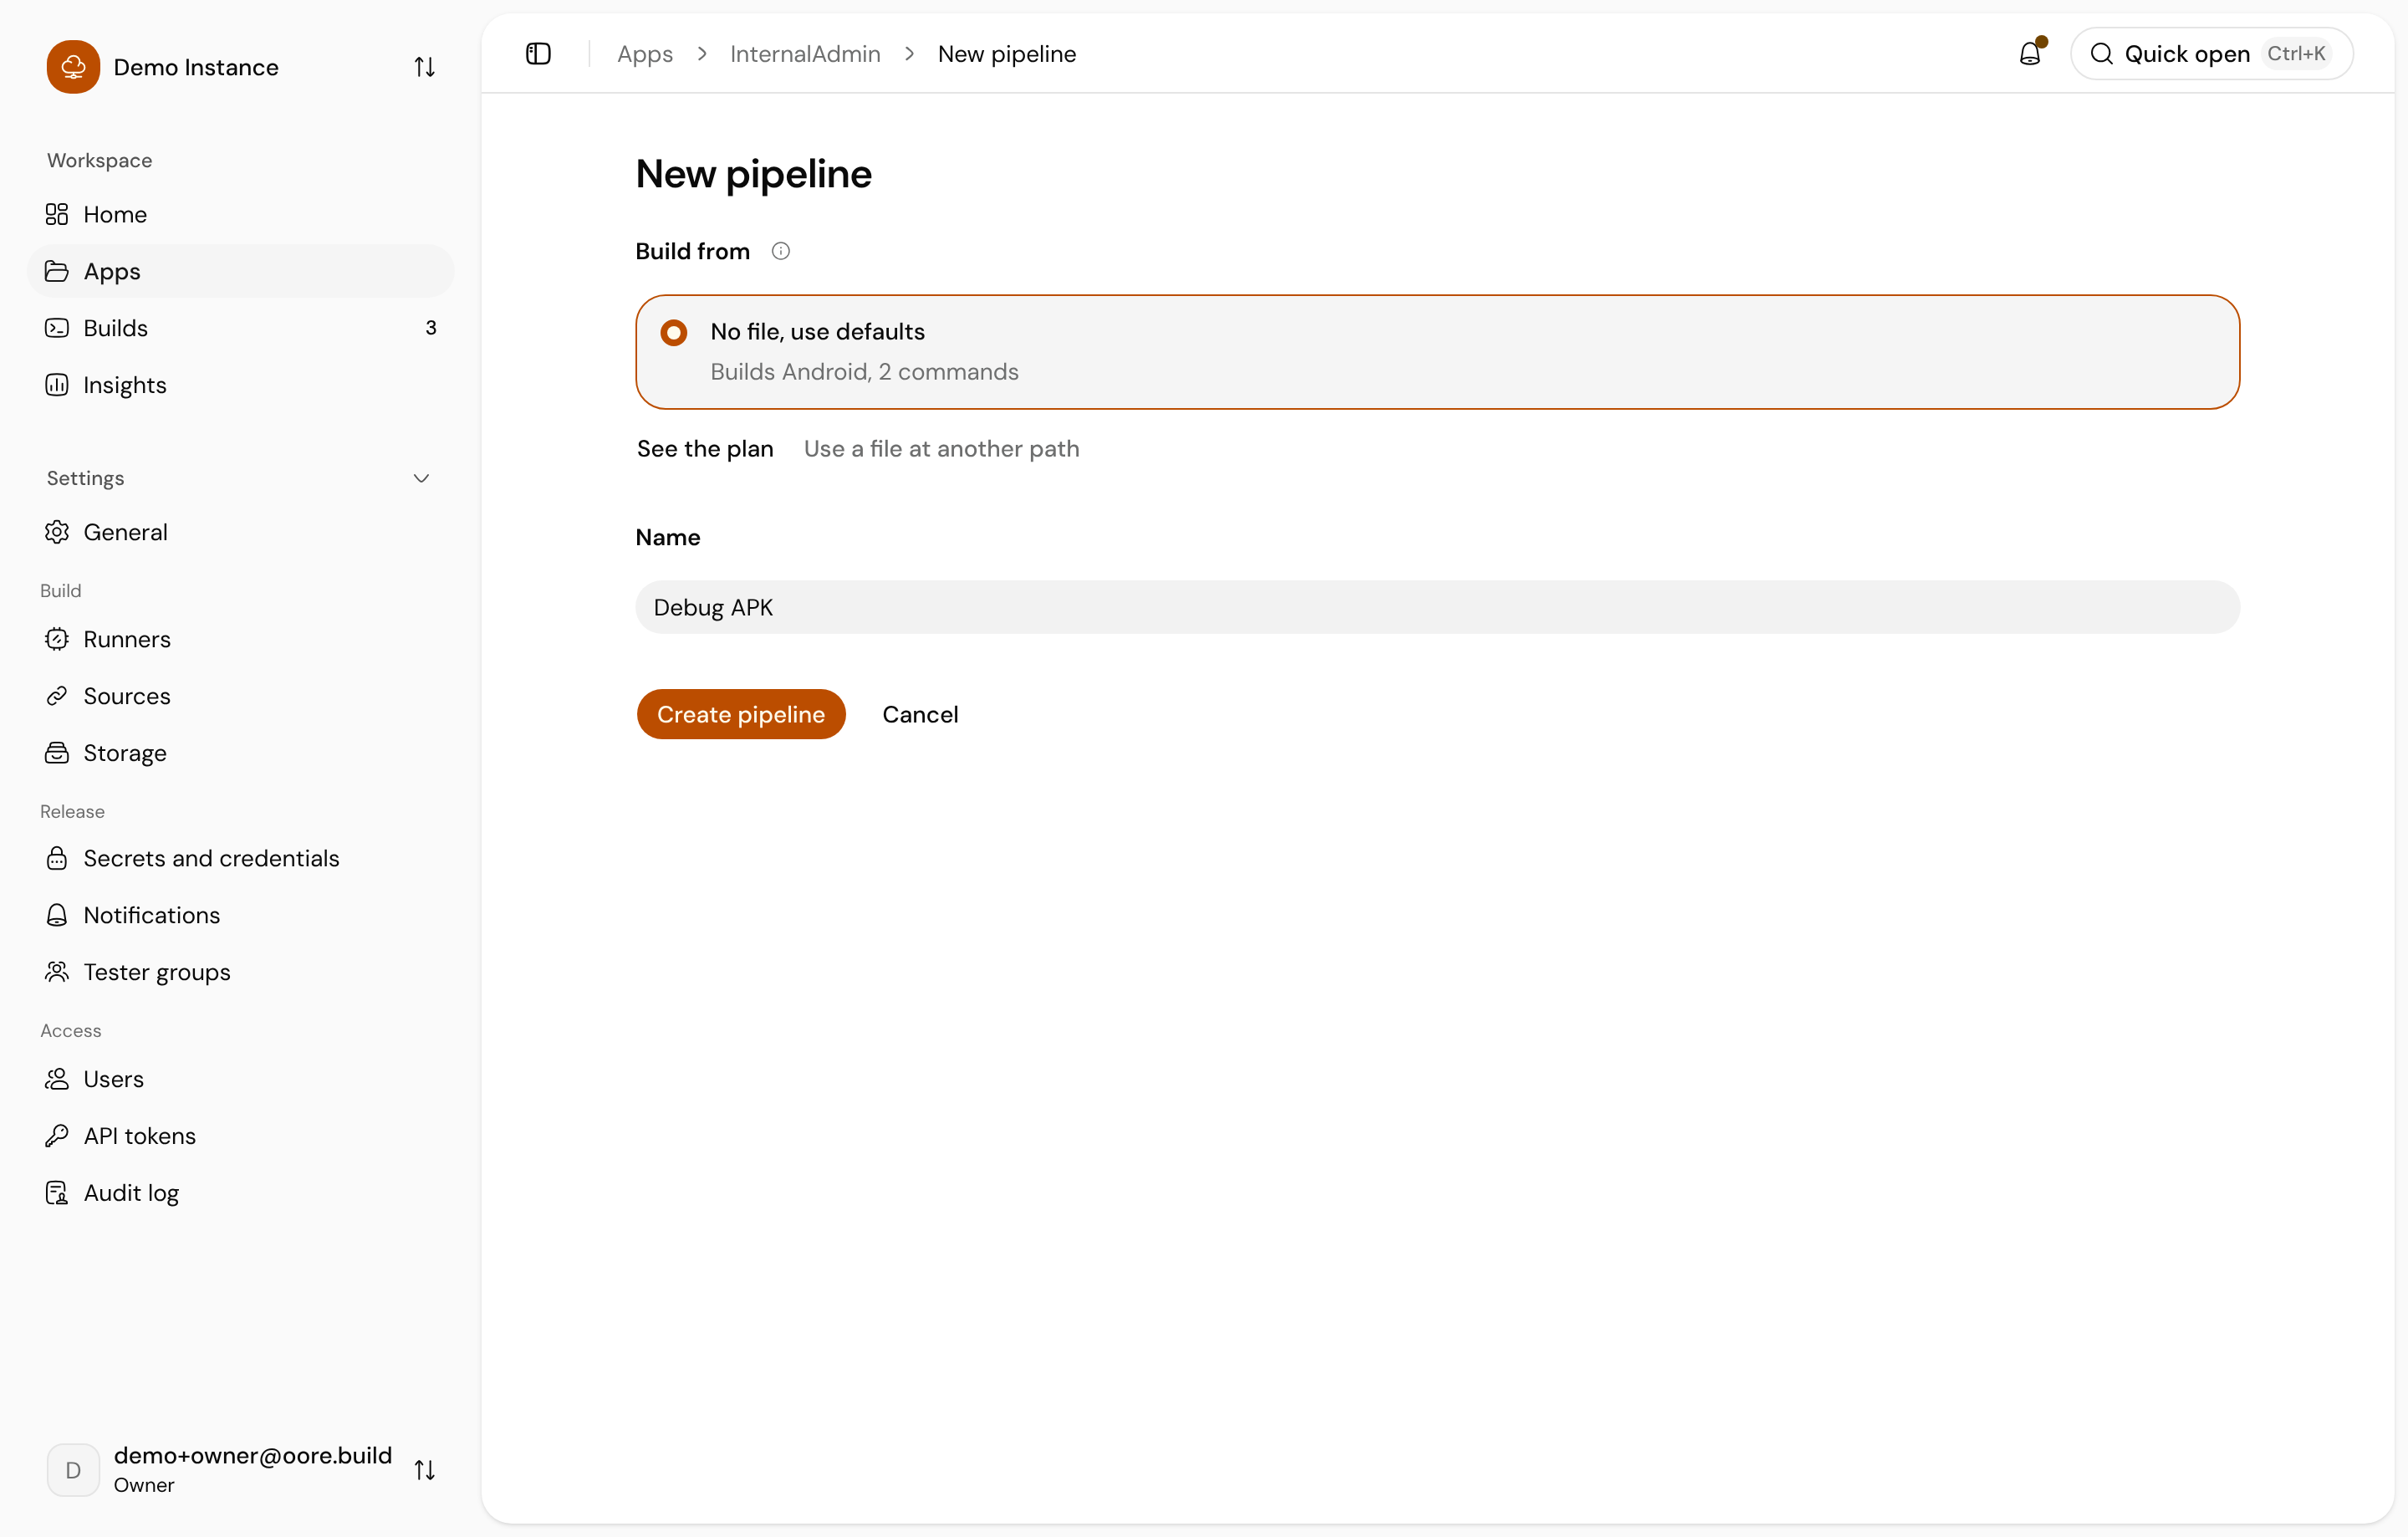 Demo Instance
Workspace
Home
Apps
Builds
3
Insights
Settings
General
Build
Runners
Sources
Storage
Release
Secrets and credentials
Notifications
Tester groups
Access
Users
API tokens
Audit log
D
demo+owner@oore.build
Owner
Apps
InternalAdmin
New pipeline
Quick open
Ctrl+K
New pipeline
Build from
No file, use defaults
Builds Android, 2 commands
See the plan
Use a file at another path
Name
Debug APK
Create pipeline
Cancel